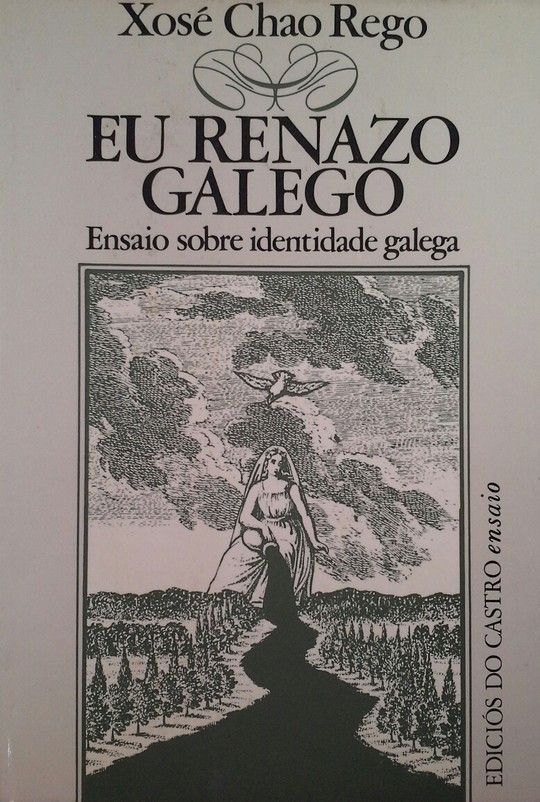 Xosé Chao Rego
EU RENAZO
GALEGO
Ensaio sobre identidade galega
EDICIÓS DO CASTRO ensaio